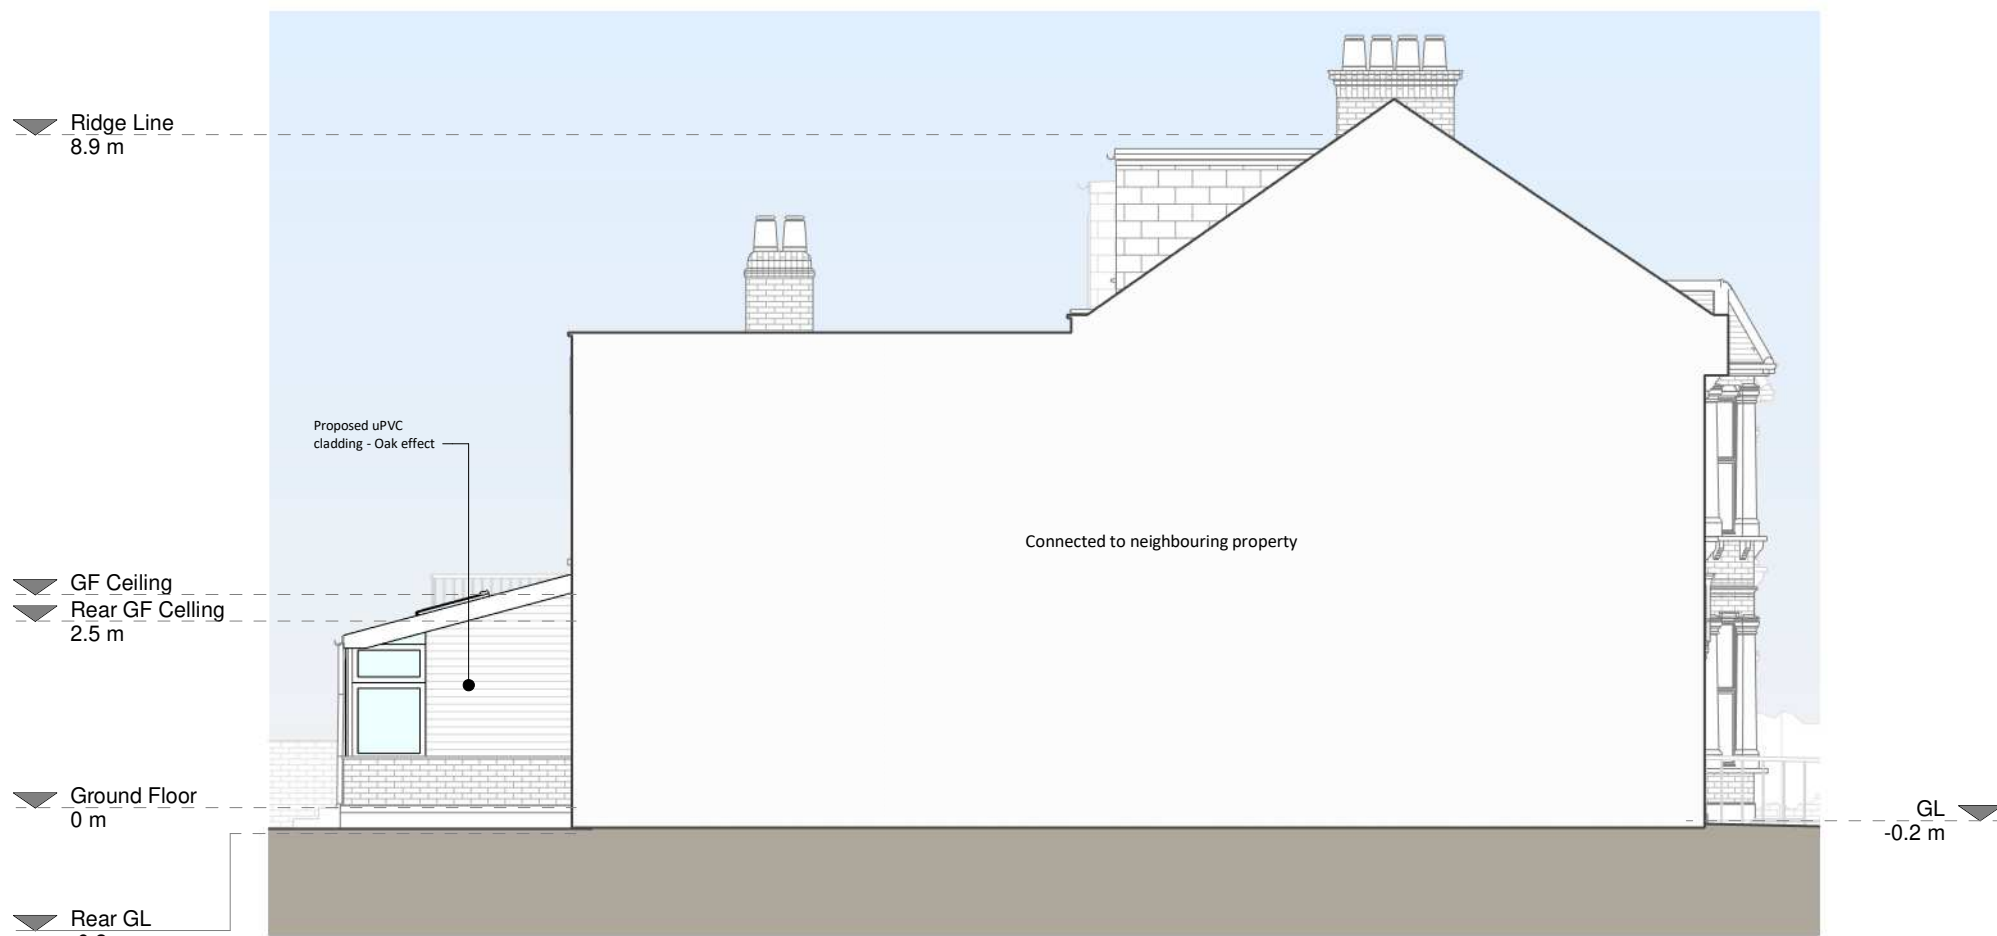 Ridge Line
8.9 m
Proposed uPVC
cladding - Oak effect
Connected to neighbouring property
GF Ceiling
Rear GF Celling
2.5 m
Ground Floor
0 m
GL
-0.2 m
Rear GL